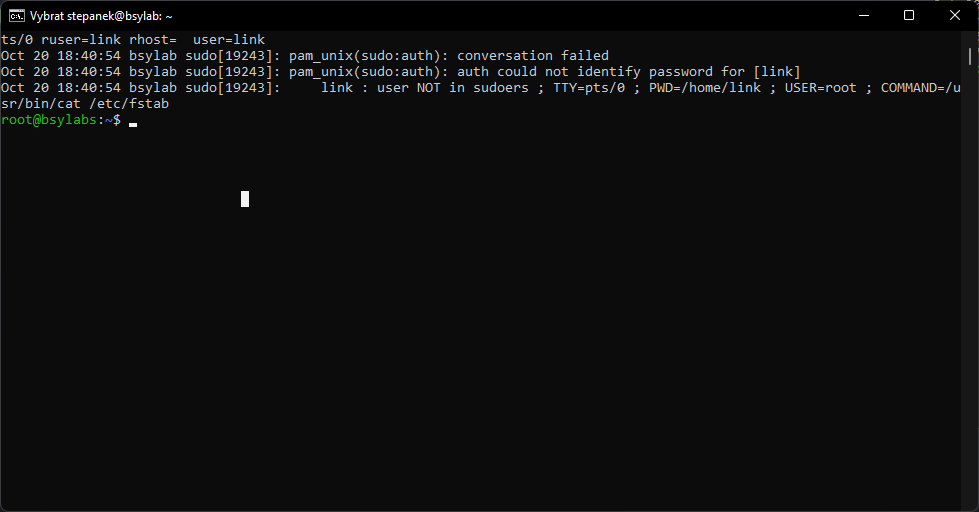 Vybrat stepanek@bsylab: ~
ts/0 ruser=link rhost=  user=link
Oct 20 18:40:54 bsylab sudo[19243]: pam_unix(sudo:auth): conversation failed
Oct 20 18:40:54 bsylab sudo[19243]: pam_unix(sudo:auth): auth could not identify password for [link]
Oct 20 18:40:54 bsylab sudo[19243]:     link : user NOT in sudoers ; TTY=pts/0 ; PWD=/home/link ; USER=root ; COMMAND=/u
sr/bin/cat /etc/fstab
root@bsylabs:~$